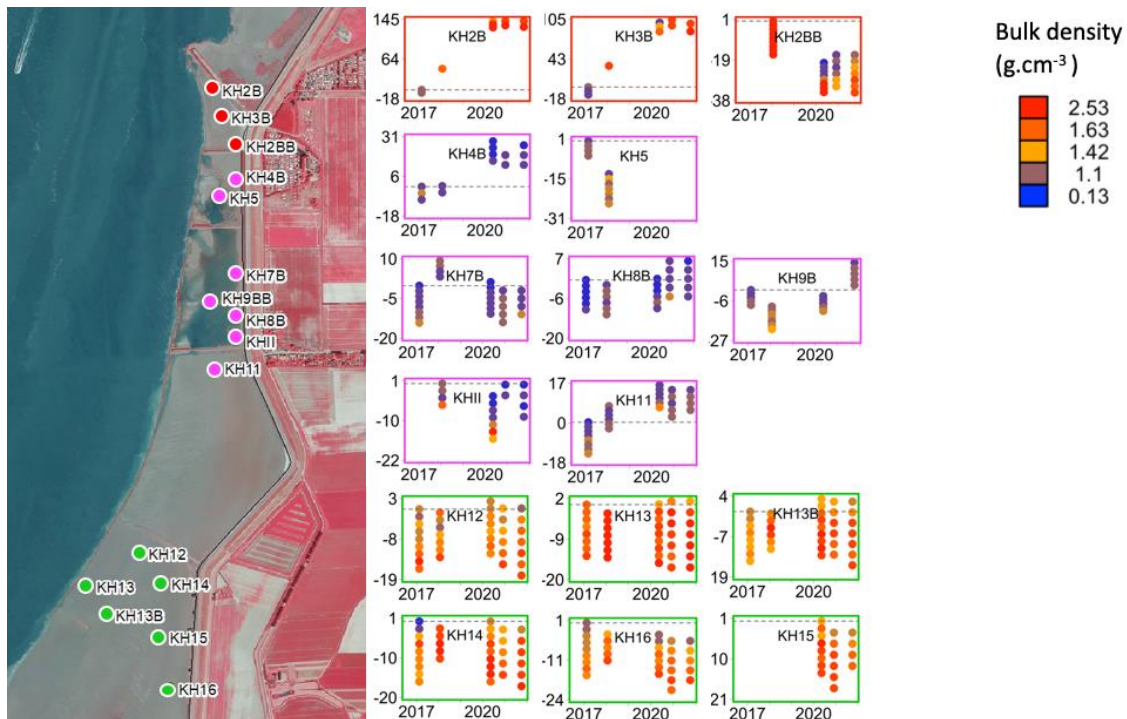 KH2B
KH3B
KH2BB
KH4B
KH5
KH7B
KH9BB
KH8B
KHII
KH11
KH12
KH13
KH14
KH13B
KH15
KH16
145
64
-18
KH2B
2017
2020
105
43
-18
KH3B
2017
2020
1
-19
38
KH2BB
2017
2020
31
6
-18
KH4B
2017
2020
1
-15
-31
KH5
2017
2020
10
-5
-20
KH7B
2017
2020
7
-6
-20
KH8B
2017
2020
15
-6
-27
KH9B
2017
2020
1
-10
-22
KHII
2017
2020
17
0
-18
KH11
2017
2020
3
-8
-19
KH12
2017
2020
2
-9
-20
KH13
2017
2020
4
-7
19
KH13B
2017
2020
1
-10
-20
KH14
2017
2020
1
-11
-24
KH16
2017
2020
1
10
21
KH15
2017
2020
Bulk density
(g.cm⁻³ )
2.53
1.63
1.42
1.1
0.13